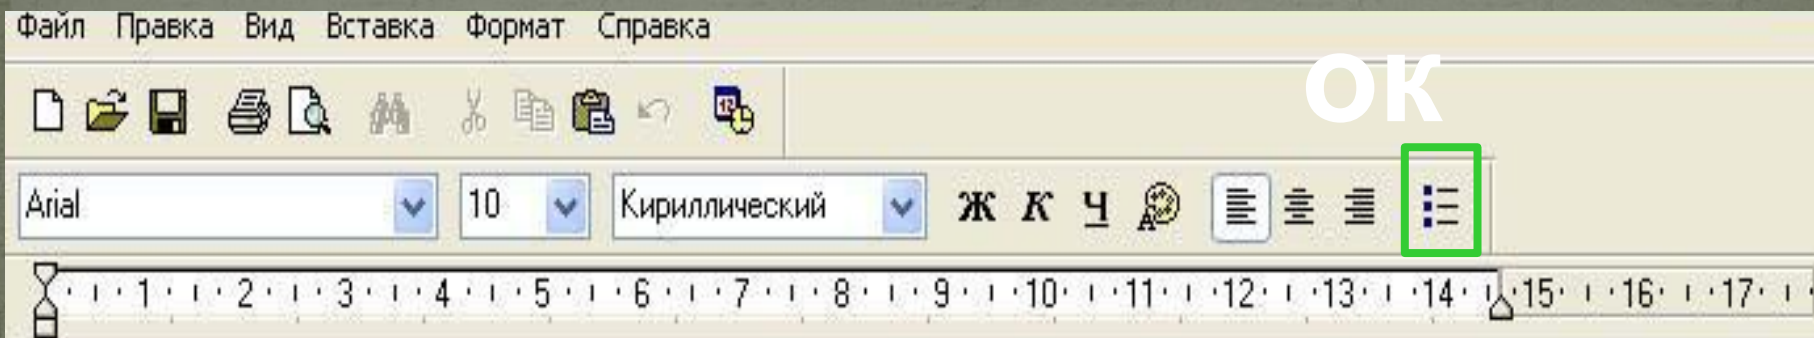 Файл Правка Вид Вставка Формат Справка
ОК
12
Arial 10 Кириллический Ж К Ч А
1 2 3 4 5 6 7 8 9 10 11 12 13 14 15 16 17